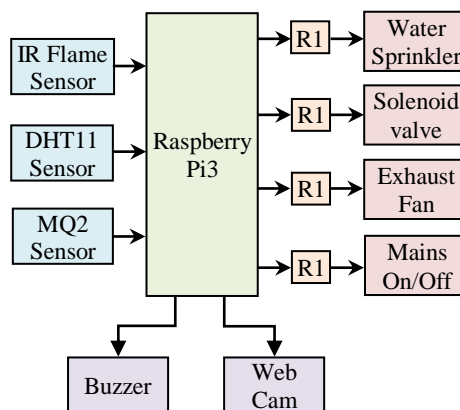 IR Flame
Sensor
DHT11
Sensor
MQ2
Sensor
Raspberry
Pi3
R1
Water
Sprinkler
R1
Solenoid
valve
R1
Exhaust
Fan
R1
Mains
On/Off
Buzzer
Web
Cam